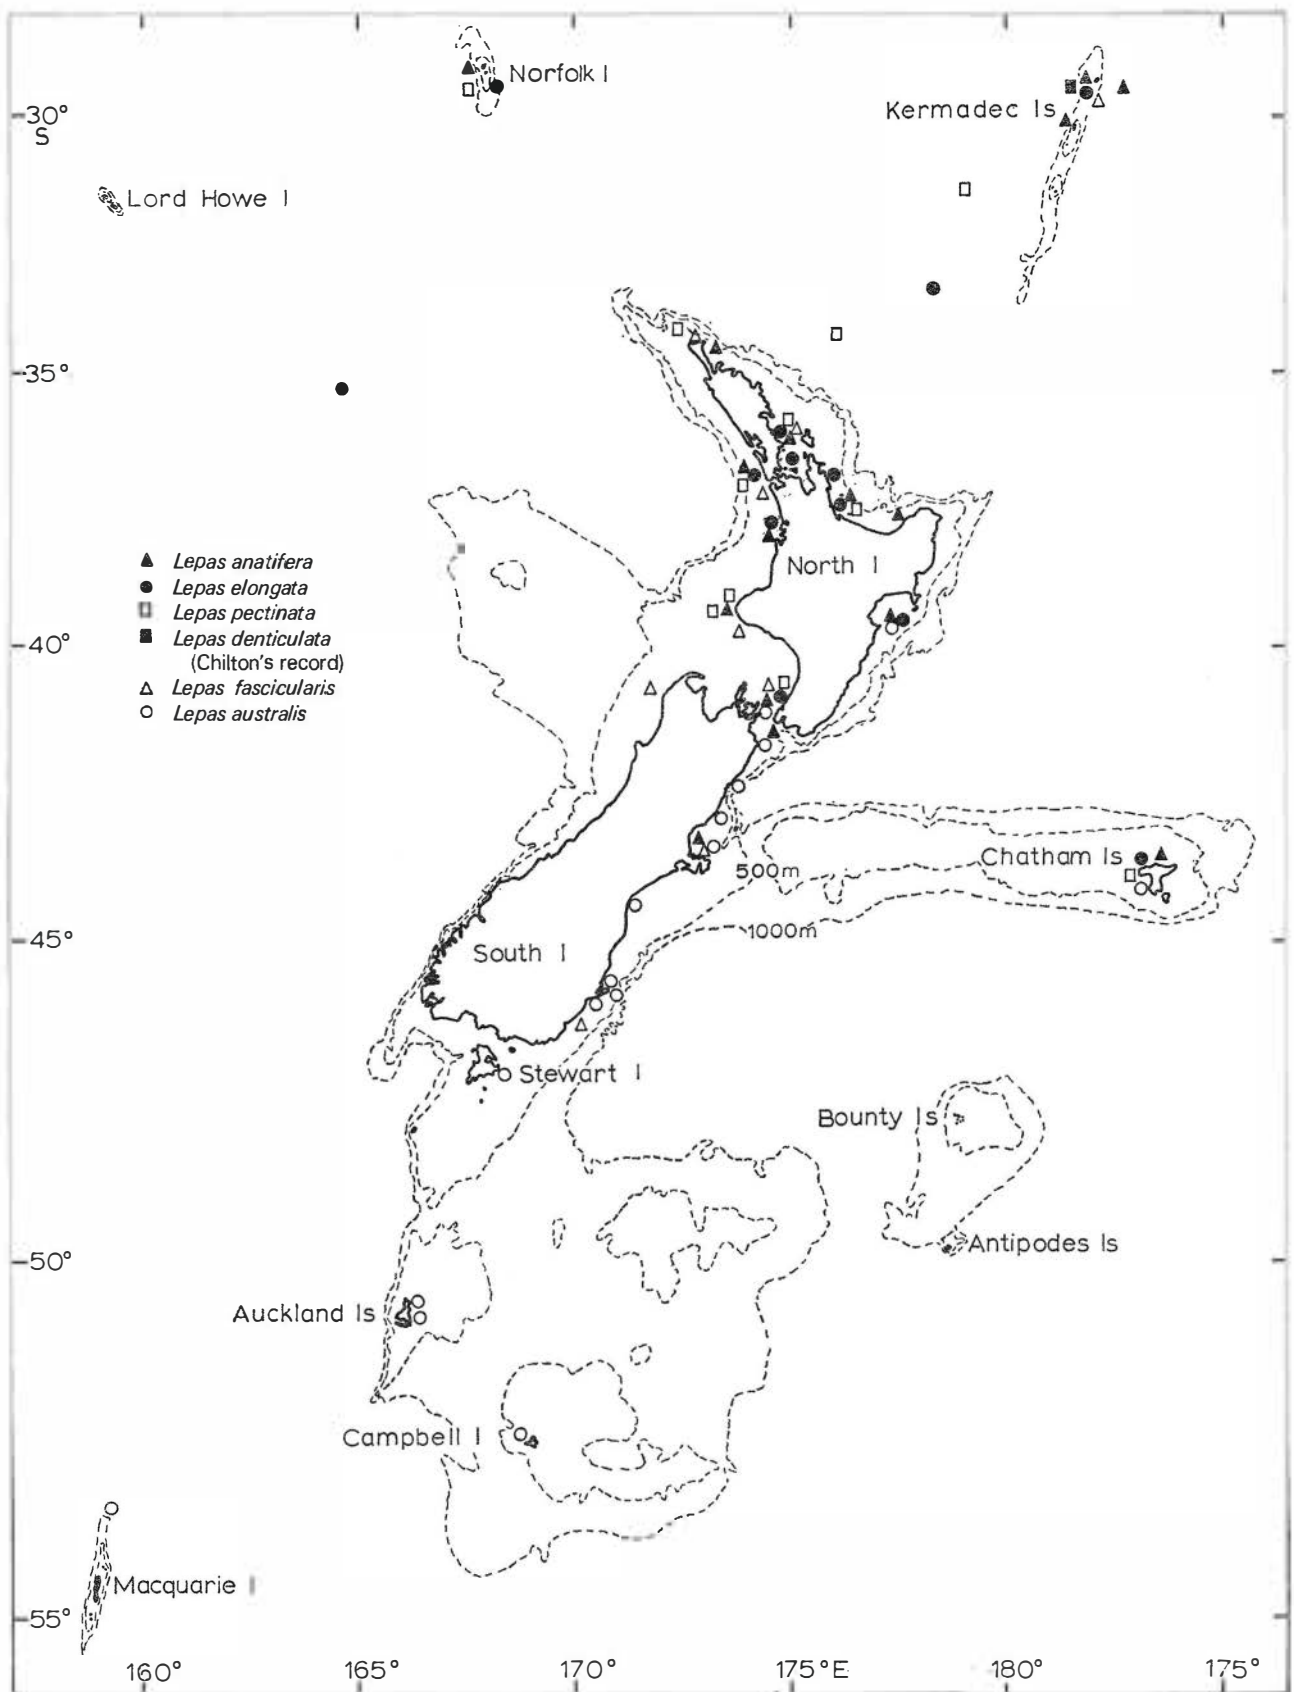 Norfolk I
Kermadec Is
30°
S
Lord Howe I
35°
Lepas anatifera
Lepas elongata
Lepas pectinata
Lepas denticulata
(Chilton's record)
Lepas fascicularis
Lepas australis
North I
40°
Chatham Is
500m
1000m
45°
South I
Stewart I
Bounty Is
Antipodes Is
50°
Auckland Is
Campbell I
Macquarie I
55°
160°
165°
170°
175°E
180°
175°